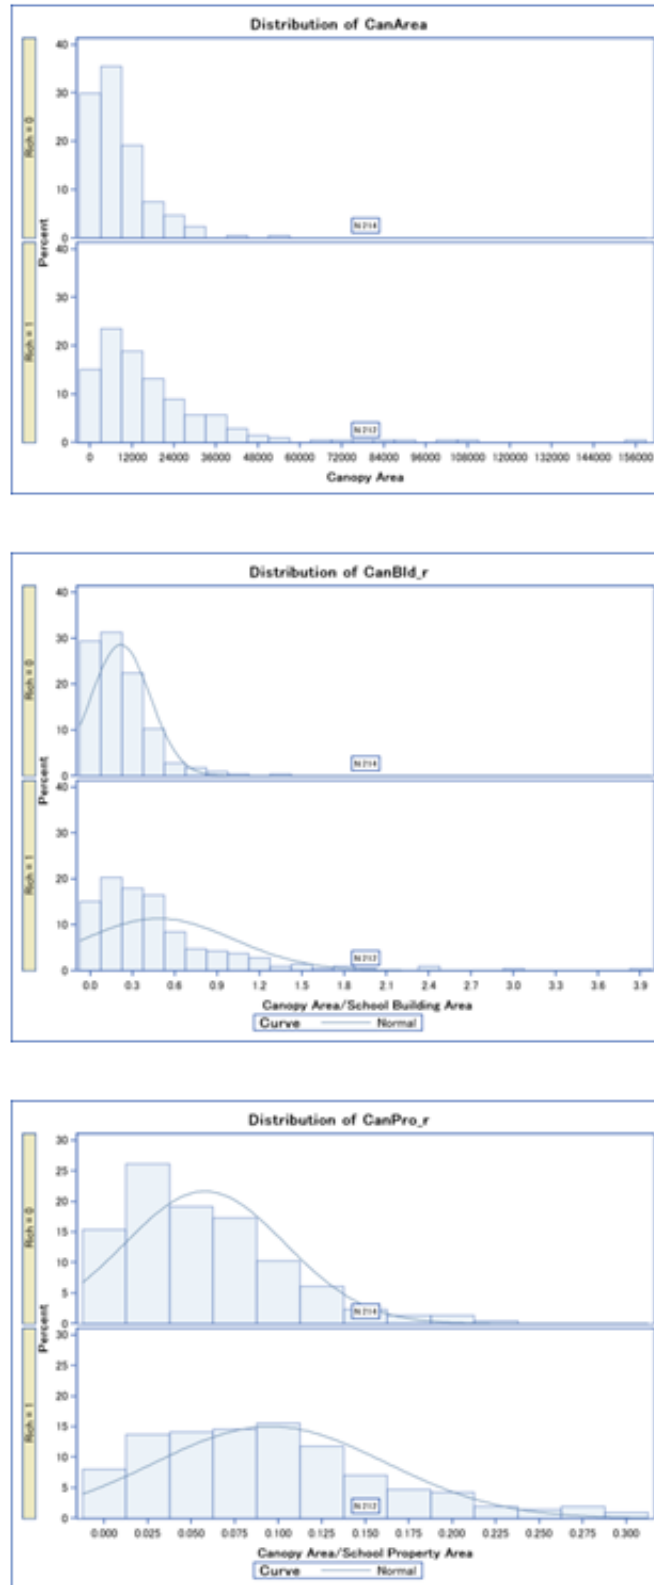 Distribution of CanArea
Rich = 0
Percent
40
30
20
10
0
N 214
Rich = 1
40
30
20
10
0
N 212
0 12000 24000 36000 48000 60000 72000 84000 96000 108000 120000 132000 144000 156000
Canopy Area
Distribution of CanBld_r
Rich = 0
Percent
40
30
20
10
0
N 214
Rich = 1
40
30
20
10
0
N 212
0.0 0.3 0.6 0.9 1.2 1.5 1.8 2.1 2.4 2.7 3.0 3.3 3.6 3.9
Canopy Area/School Building Area
Curve Normal
Distribution of CanPro_r
Rich = 0
Percent
30
25
20
15
10
5
0
N 214
Rich = 1
30
25
20
15
10
5
0
N 212
0.000 0.025 0.050 0.075 0.100 0.125 0.150 0.175 0.200 0.225 0.250 0.275 0.300
Canopy Area/School Property Area
Curve Normal